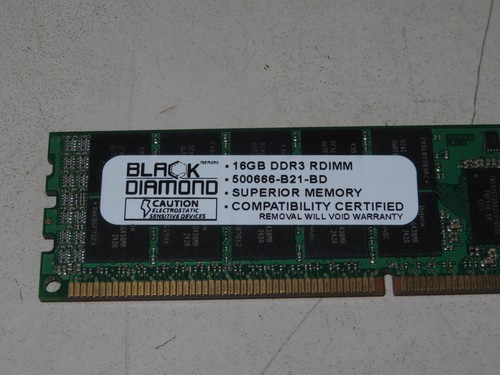 BLACK MEMORY
DIAMOND
CAUTION
ELECTROSTATIC
SENSITIVE DEVICES
• 16GB DDR3 RDIMM
• 500666-B21-BD
• SUPERIOR MEMORY
• COMPATIBILITY CERTIFIED
REMOVAL WILL VOID WARRANTY